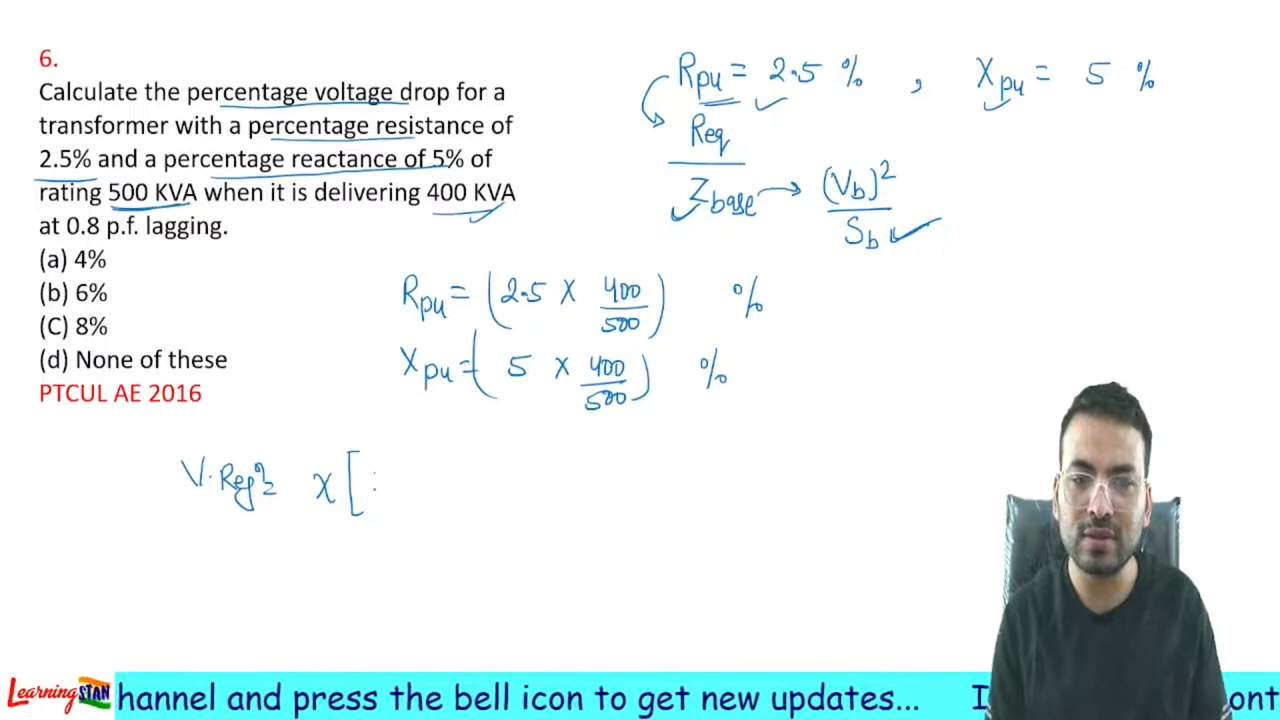 6.
Calculate the percentage voltage drop for a
transformer with a percentage resistance of
2.5% and a percentage reactance of 5% of
rating 500 KVA when it is delivering 400 KVA
at 0.8 p.f. lagging.
(a) 4%
(b) 6%
(C) 8%
(d) None of these
PTCUL AE 2016
Rpu = 2.5 % , Xpu = 5 %
Req
Zbase → (Vb)²
Sb
Rpu = (2.5 x 400 / 500) %
Xpu = (5 x 400 / 500) %
V.Regⁿ x [
LearningSTAN
hannel and press the bell icon to get new updates... I
ont